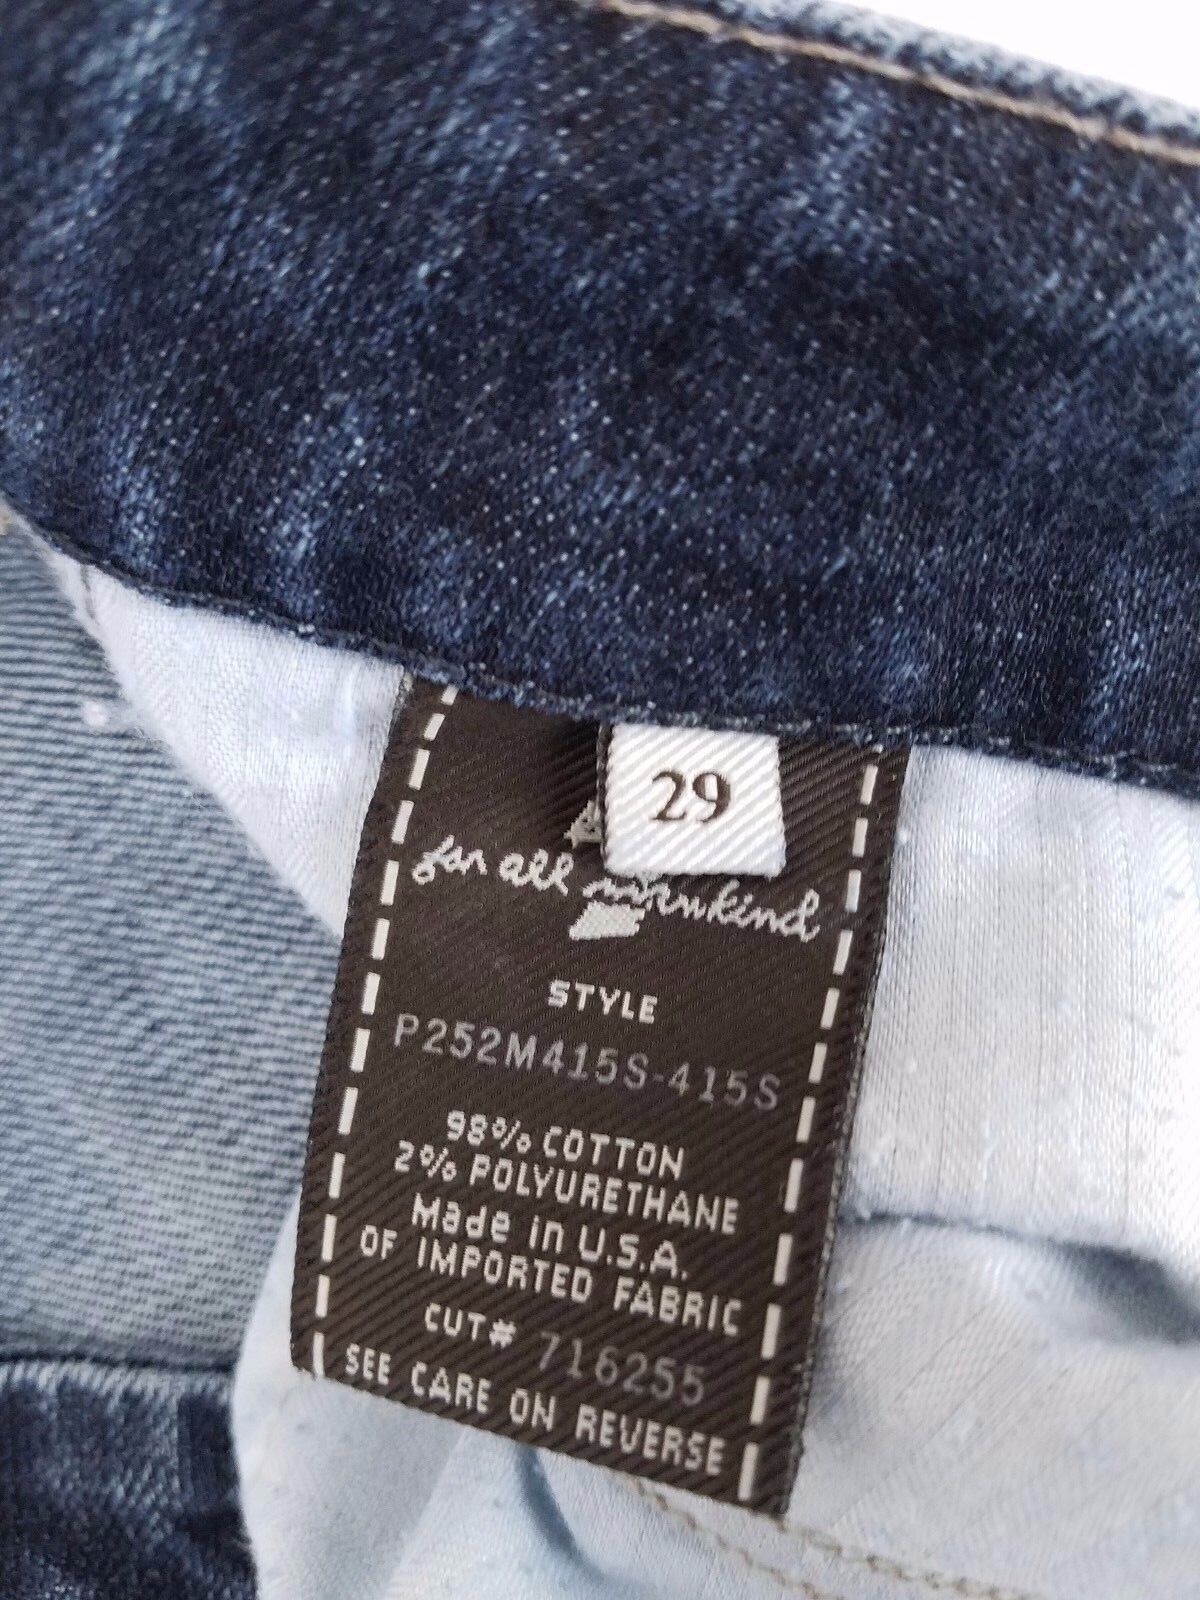 29
for all mankind
STYLE
P252M415S-415S
98% COTTON
2% POLYURETHANE
Made in U.S.A.
OF IMPORTED FABRIC
CUT# 716255
SEE CARE ON REVERSE